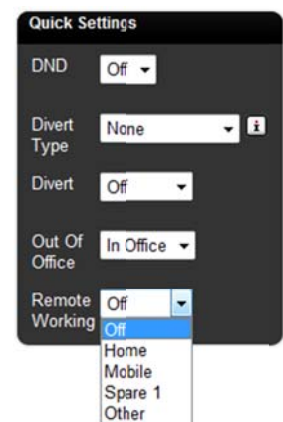 Quick Settings
DND Off
Divert Type None i
Divert Off
Out Of Office In Office
Remote Working Off
Off
Home
Mobile
Spare 1
Other